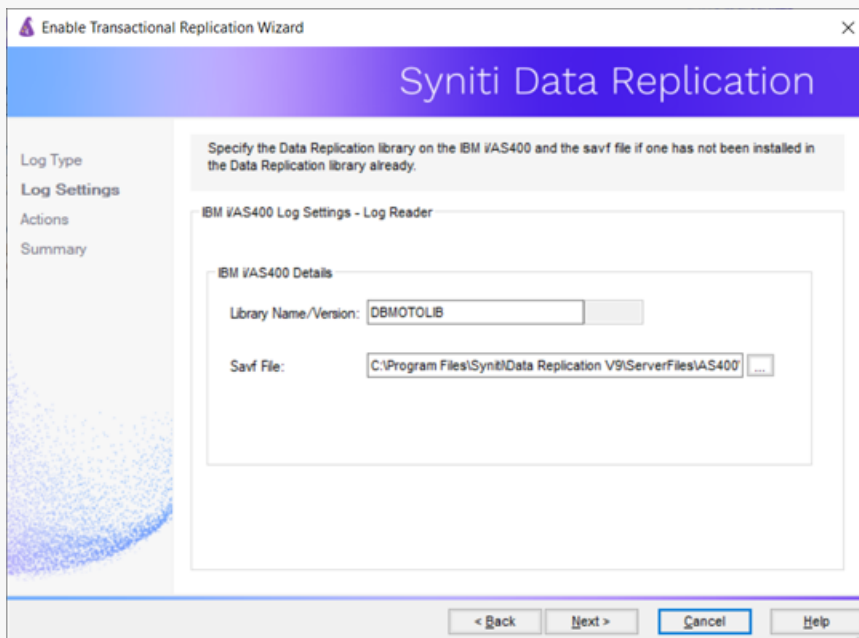 Enable Transactional Replication Wizard
Syniti Data Replication
Log Type
Log Settings
Actions
Summary
Specify the Data Replication library on the IBM i/AS400 and the savf file if one has not been installed in
the Data Replication library already.
IBM i/AS400 Log Settings - Log Reader
IBM i/AS400 Details
Library Name/Version:
DBMOTOLIB
Savf File:
C:\Program Files\Syniti\Data Replication V9\ServerFiles\AS400\
...
< Back
Next >
Cancel
Help